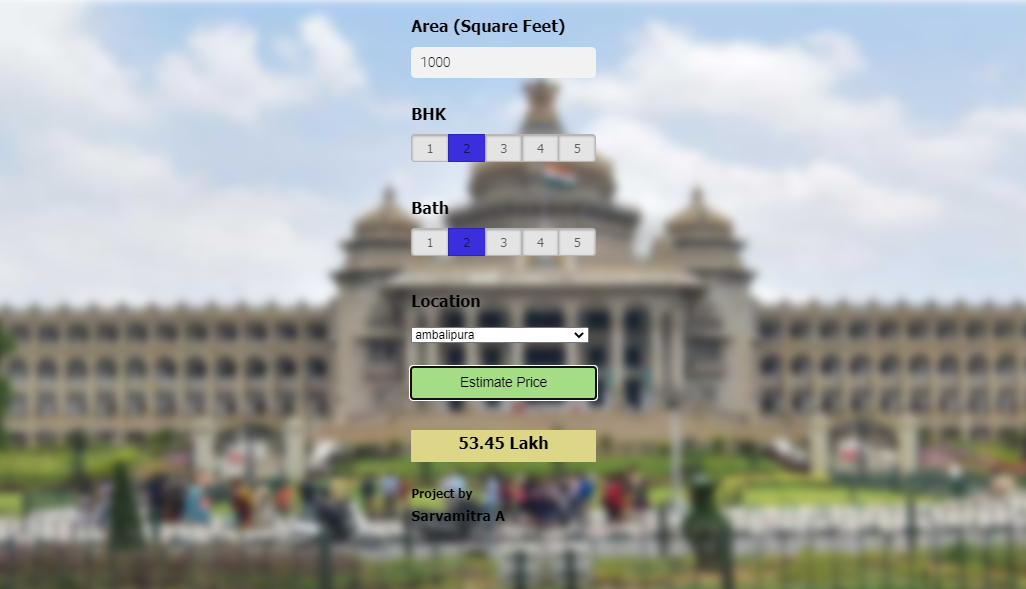 Area (Square Feet)
1000
BHK
1 2 3 4 5
Bath
1 2 3 4 5
Location
ambalipura
Estimate Price
53.45 Lakh
Project by
Sarvamitra A